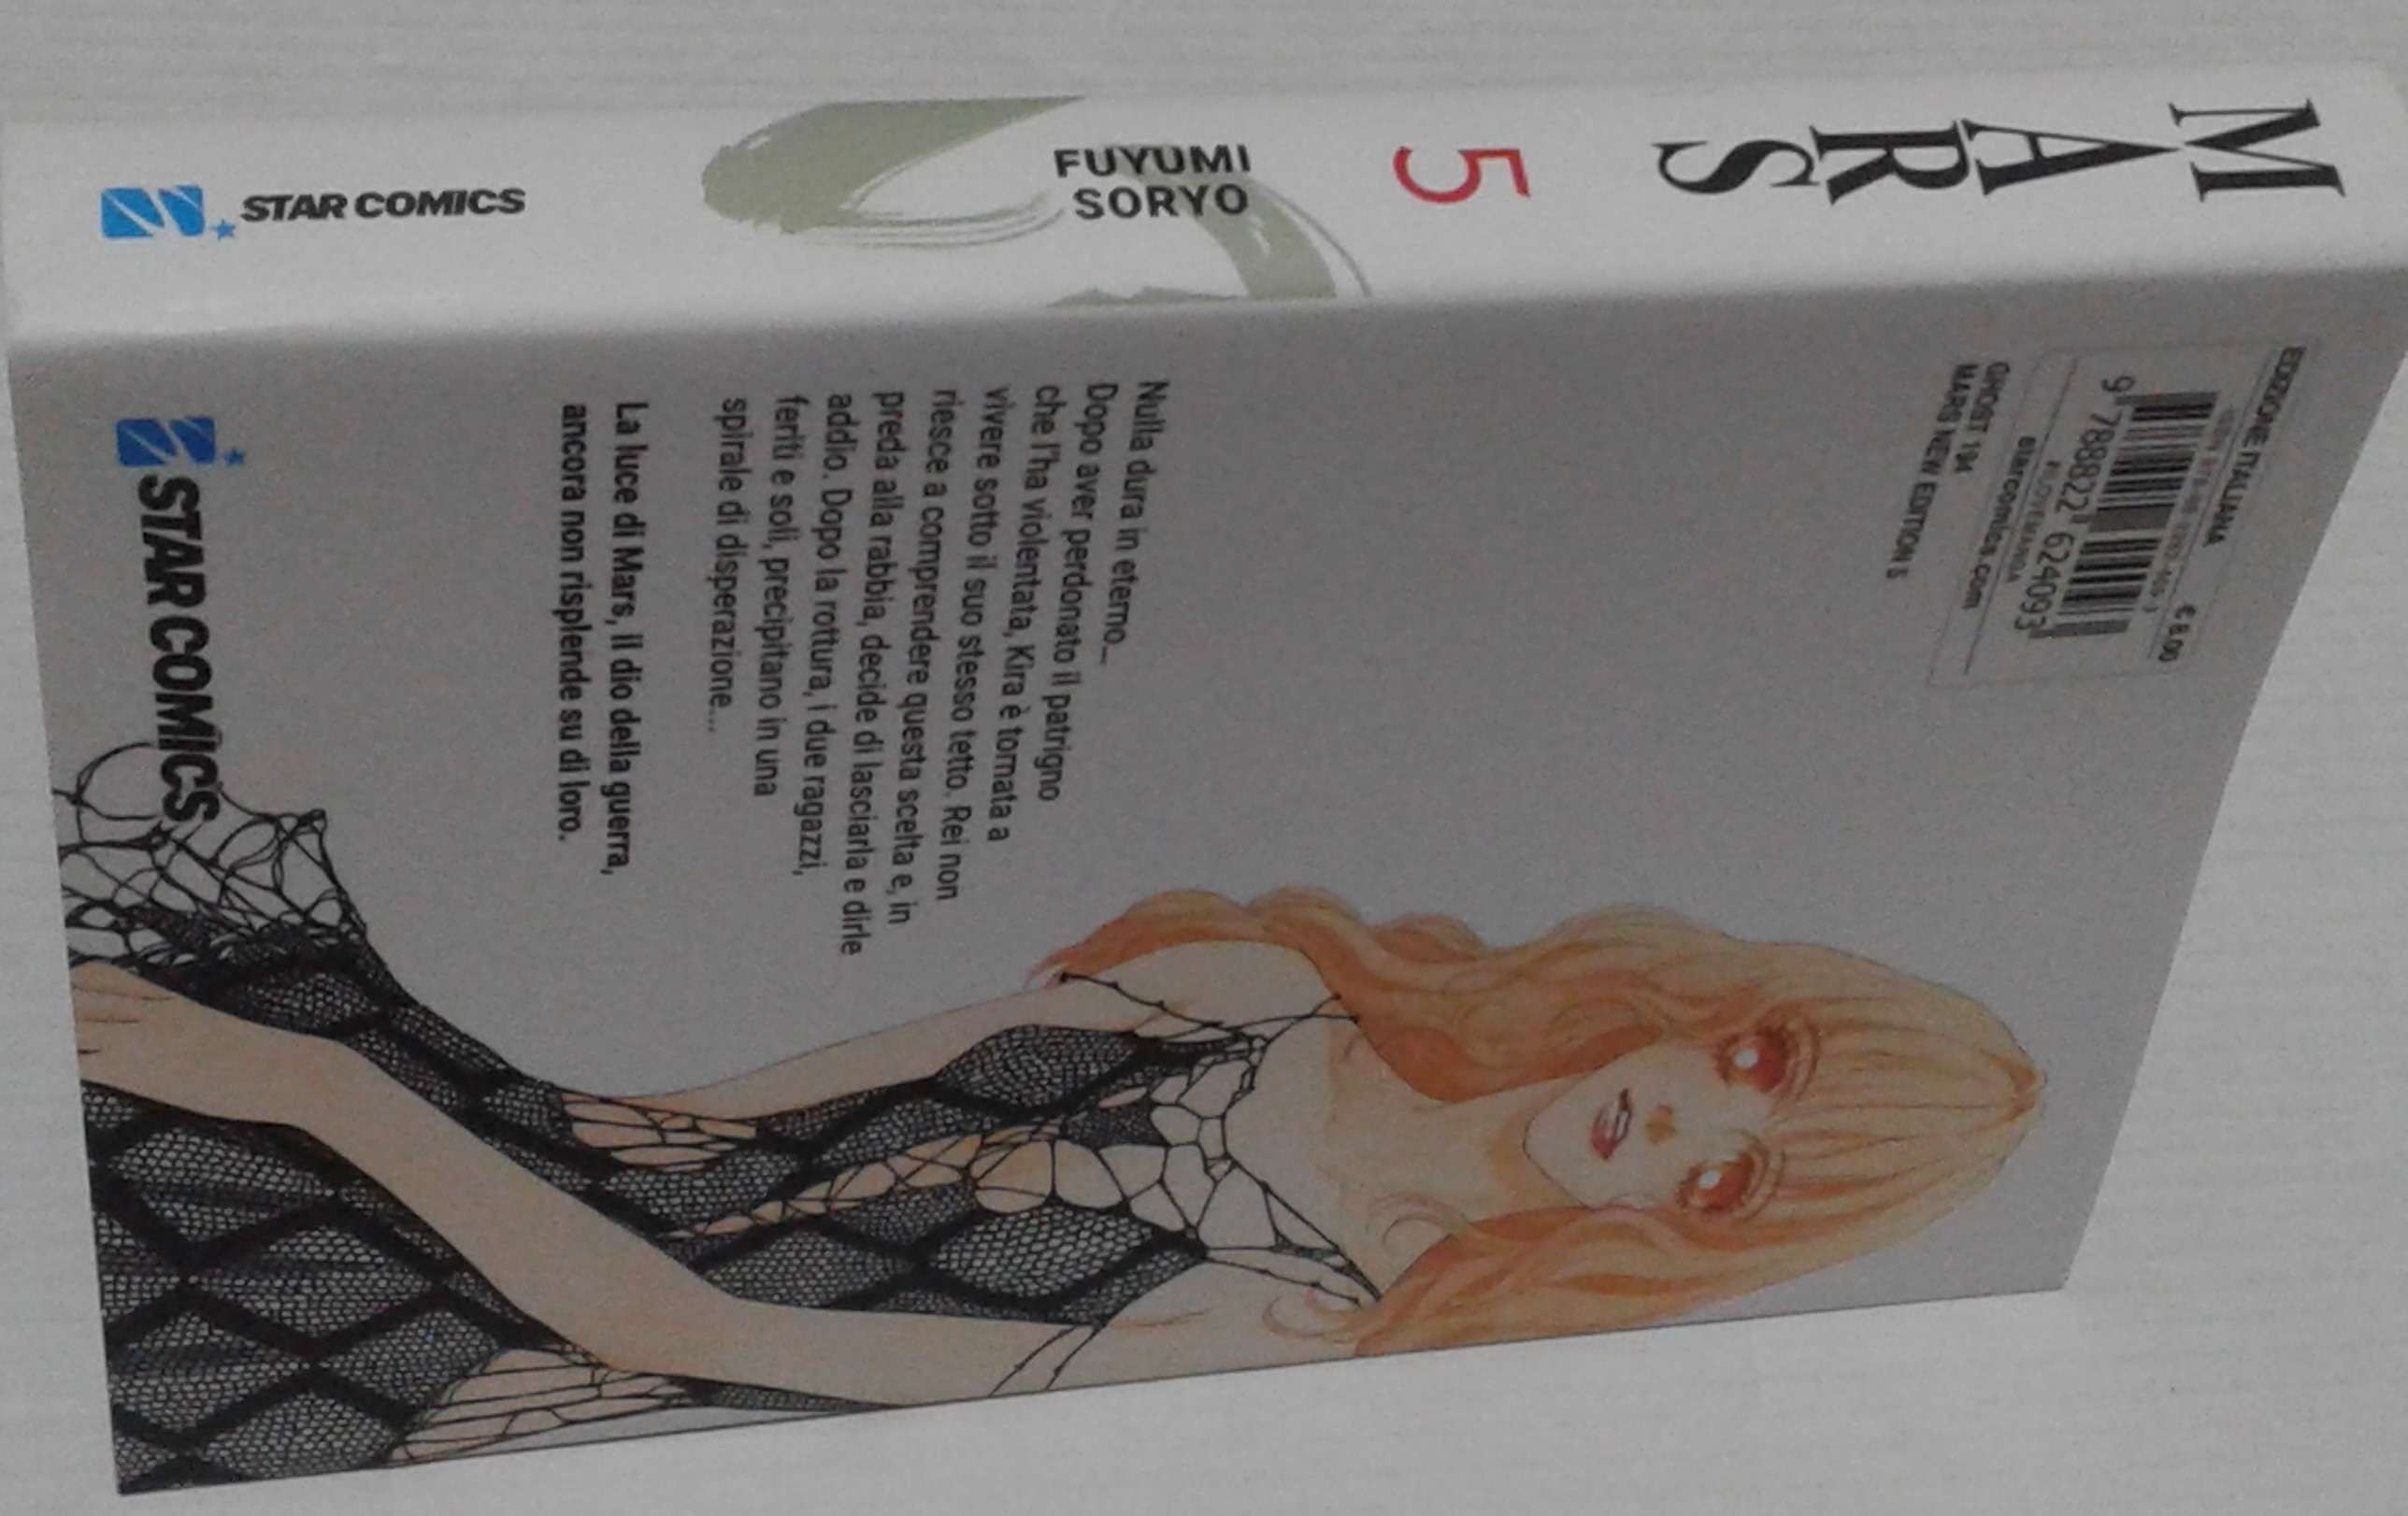 MARS
5
FUYUMI
SORYO
STAR COMICS
EDIZIONE ITALIANA
€ 8,00
9 788822 624093
starcomics.com
GHOST 194
MARS NEW EDITION 5
Nulla dura in eterno...
Dopo aver perdonato il patrigno
che l'ha violentata, Kira è tornata a
vivere sotto il suo stesso tetto. Rei non
riesce a comprendere questa scelta e, in
preda alla rabbia, decide di lasciarla e dirle
addio. Dopo la rottura, i due ragazzi,
feriti e soli, precipitano in una
spirale di disperazione...
La luce di Mars, il dio della guerra,
ancora non risplende su di loro.
STAR COMICS